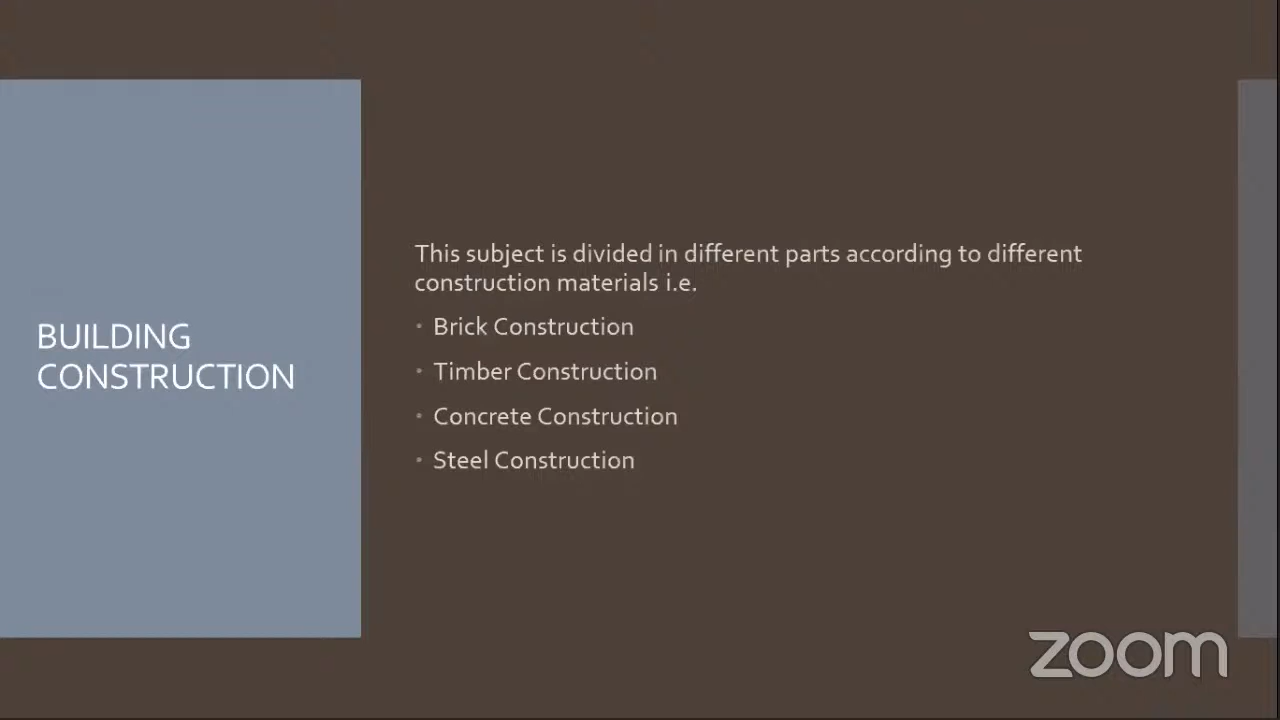 BUILDING
CONSTRUCTION
This subject is divided in different parts according to different
construction materials i.e.
• Brick Construction
• Timber Construction
• Concrete Construction
• Steel Construction
zoom